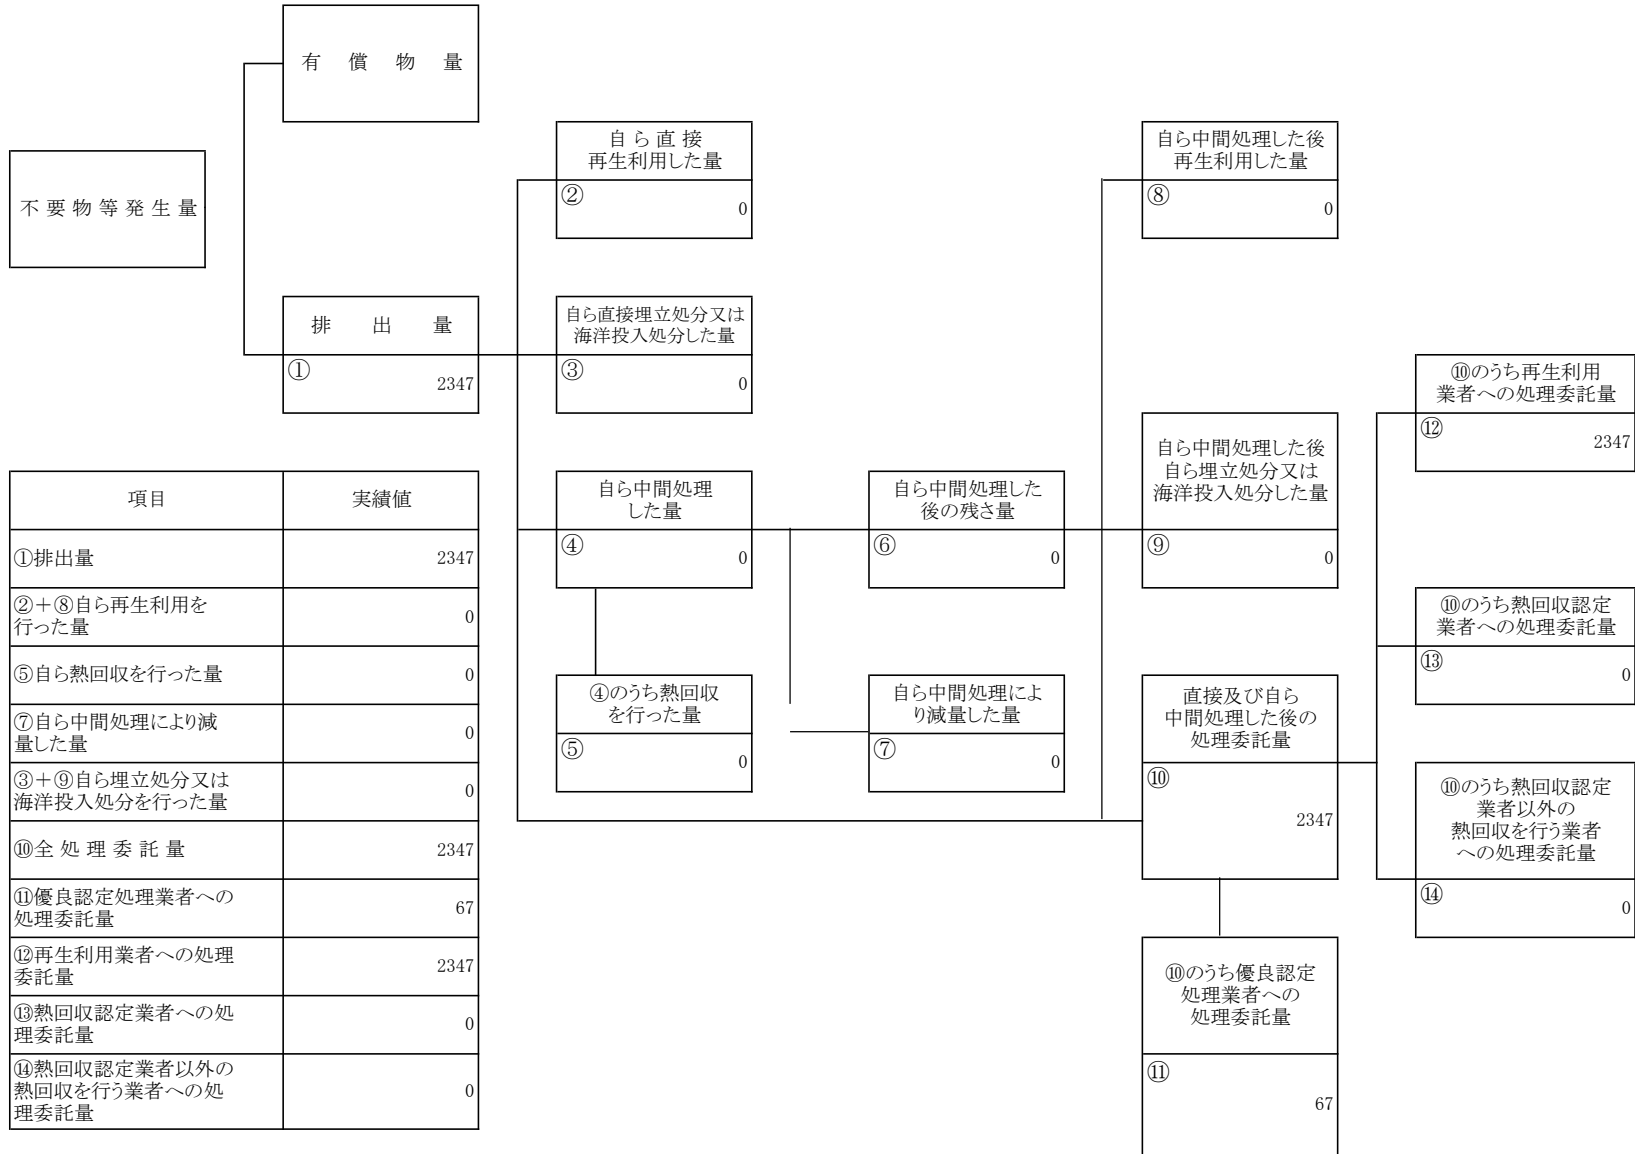 有償物量
不要物等発生量
排出量
①
2347
自ら直接
再生利用した量
②
0
自ら直接埋立処分又は
海洋投入処分した量
③
0
自ら中間処理
した量
④
0
④のうち熱回収
を行った量
⑤
0
自ら中間処理した
後の残さ量
⑥
0
自ら中間処理によ
り減量した量
⑦
0
自ら中間処理した後
再生利用した量
⑧
0
自ら中間処理した後
自ら埋立処分又は
海洋投入処分した量
⑨
0
直接及び自ら
中間処理した後の
処理委託量
⑩
2347
⑩のうち優良認定
処理業者への
処理委託量
⑪
67
⑩のうち再生利用
業者への処理委託量
⑫
2347
⑩のうち熱回収認定
業者への処理委託量
⑬
0
⑩のうち熱回収認定
業者以外の
熱回収を行う業者
への処理委託量
⑭
0
項目 実績値
①排出量 2347
②+⑧自ら再生利用を
行った量 0
⑤自ら熱回収を行った量 0
⑦自ら中間処理により減
量した量 0
③+⑨自ら埋立処分又は
海洋投入処分を行った量 0
⑩全処理委託量 2347
⑪優良認定処理業者への
処理委託量 67
⑫再生利用業者への処理
委託量 2347
⑬熱回収認定業者への処
理委託量 0
⑭熱回収認定業者以外の
熱回収を行う業者への処
理委託量 0